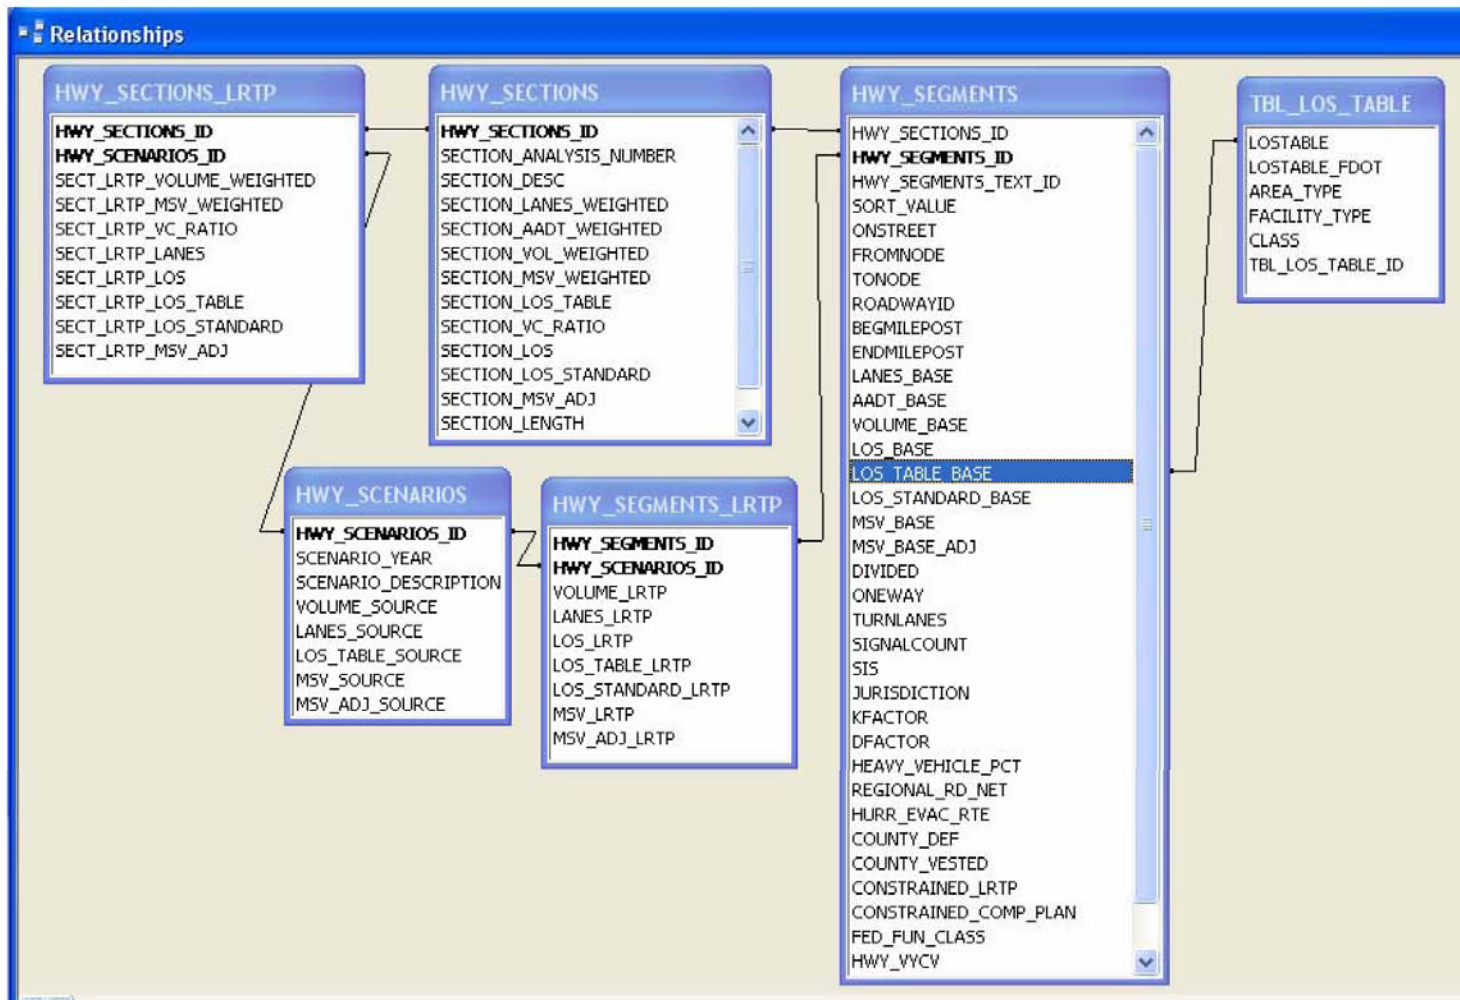 Relationships
HWY_SECTIONS_LRTP
HWY_SECTIONS_ID
HWY_SCENARIOS_ID
SECT_LRTP_VOLUME_WEIGHTED
SECT_LRTP_MSV_WEIGHTED
SECT_LRTP_VC_RATIO
SECT_LRTP_LANES
SECT_LRTP_LOS
SECT_LRTP_LOS_TABLE
SECT_LRTP_LOS_STANDARD
SECT_LRTP_MSV_ADJ
HWY_SECTIONS
HWY_SECTIONS_ID
SECTION_ANALYSIS_NUMBER
SECTION_DESC
SECTION_LANES_WEIGHTED
SECTION_AADT_WEIGHTED
SECTION_VOL_WEIGHTED
SECTION_MSV_WEIGHTED
SECTION_LOS_TABLE
SECTION_VC_RATIO
SECTION_LOS
SECTION_LOS_STANDARD
SECTION_MSV_ADJ
SECTION_LENGTH
HWY_SEGMENTS
HWY_SECTIONS_ID
HWY_SEGMENTS_ID
HWY_SEGMENTS_TEXT_ID
SORT_VALUE
ONSTREET
FROMNODE
TONODE
ROADWAYID
BEGMILEPOST
ENDMILEPOST
LANES_BASE
AADT_BASE
VOLUME_BASE
LOS_BASE
LOS_TABLE_BASE
LOS_STANDARD_BASE
MSV_BASE
MSV_BASE_ADJ
DIVIDED
ONEWAY
TURNLANES
SIGNALCOUNT
SIS
JURISDICTION
KFACTOR
DFACTOR
HEAVY_VEHICLE_PCT
REGIONAL_RD_NET
HURR_EVAC_RTE
COUNTY_DEF
COUNTY_VESTED
CONSTRAINED_LRTP
CONSTRAINED_COMP_PLAN
FED_FUN_CLASS
HWY_VYCV
TBL_LOS_TABLE
LOSTABLE
LOSTABLE_FDOT
AREA_TYPE
FACILITY_TYPE
CLASS
TBL_LOS_TABLE_ID
HWY_SCENARIOS
HWY_SCENARIOS_ID
SCENARIO_YEAR
SCENARIO_DESCRIPTION
VOLUME_SOURCE
LANES_SOURCE
LOS_TABLE_SOURCE
MSV_SOURCE
MSV_ADJ_SOURCE
HWY_SEGMENTS_LRTP
HWY_SEGMENTS_ID
HWY_SCENARIOS_ID
VOLUME_LRTP
LANES_LRTP
LOS_LRTP
LOS_TABLE_LRTP
LOS_STANDARD_LRTP
MSV_LRTP
MSV_ADJ_LRTP